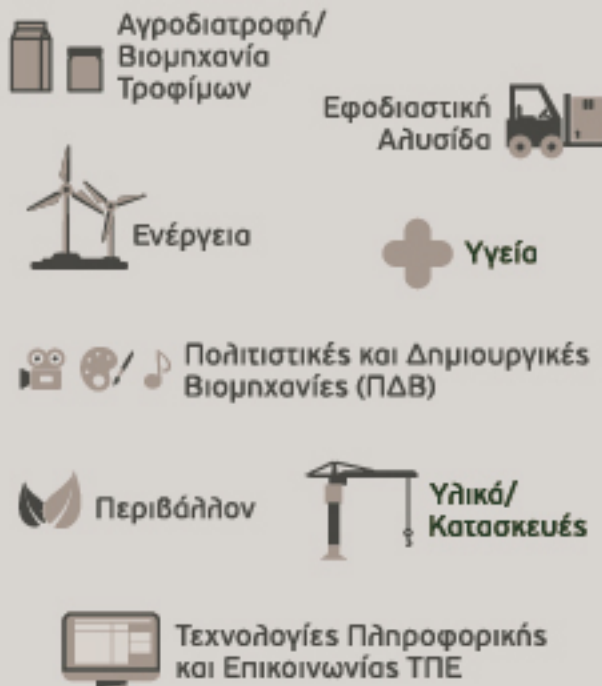 Αγροδιατροφή/
Βιομηχανία
Τροφίμων
Εφοδιαστική
Αλυσίδα
Ενέργεια
Υγεία
Πολιτιστικές και Δημιουργικές
Βιομηχανίες (ΠΔΒ)
Περιβάλλον
Υλικά/
Κατασκευές
Τεχνολογίες Πληροφορικής
και Επικοινωνίας ΤΠΕ